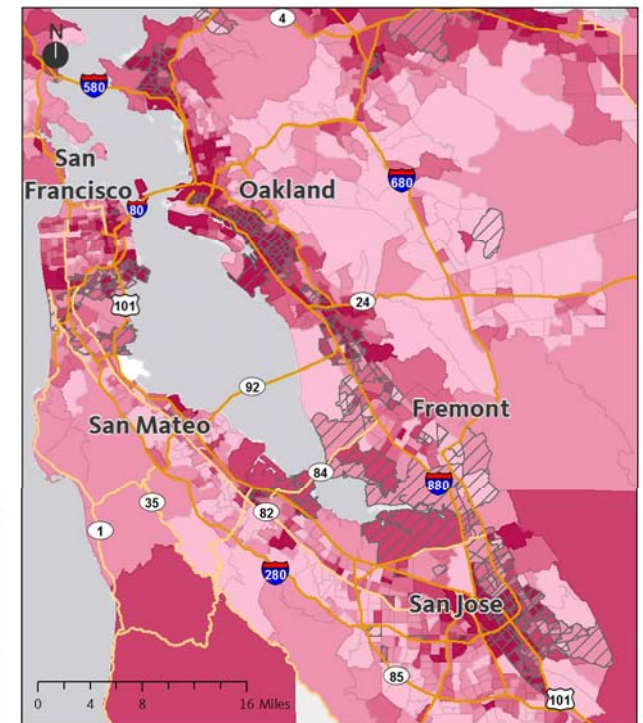 N
4
580
San
Francisco
Oakland
80
680
101
24
92
Fremont
San Mateo
84
880
35
82
1
280
San Jose
85
101
0 4 8 16 Miles